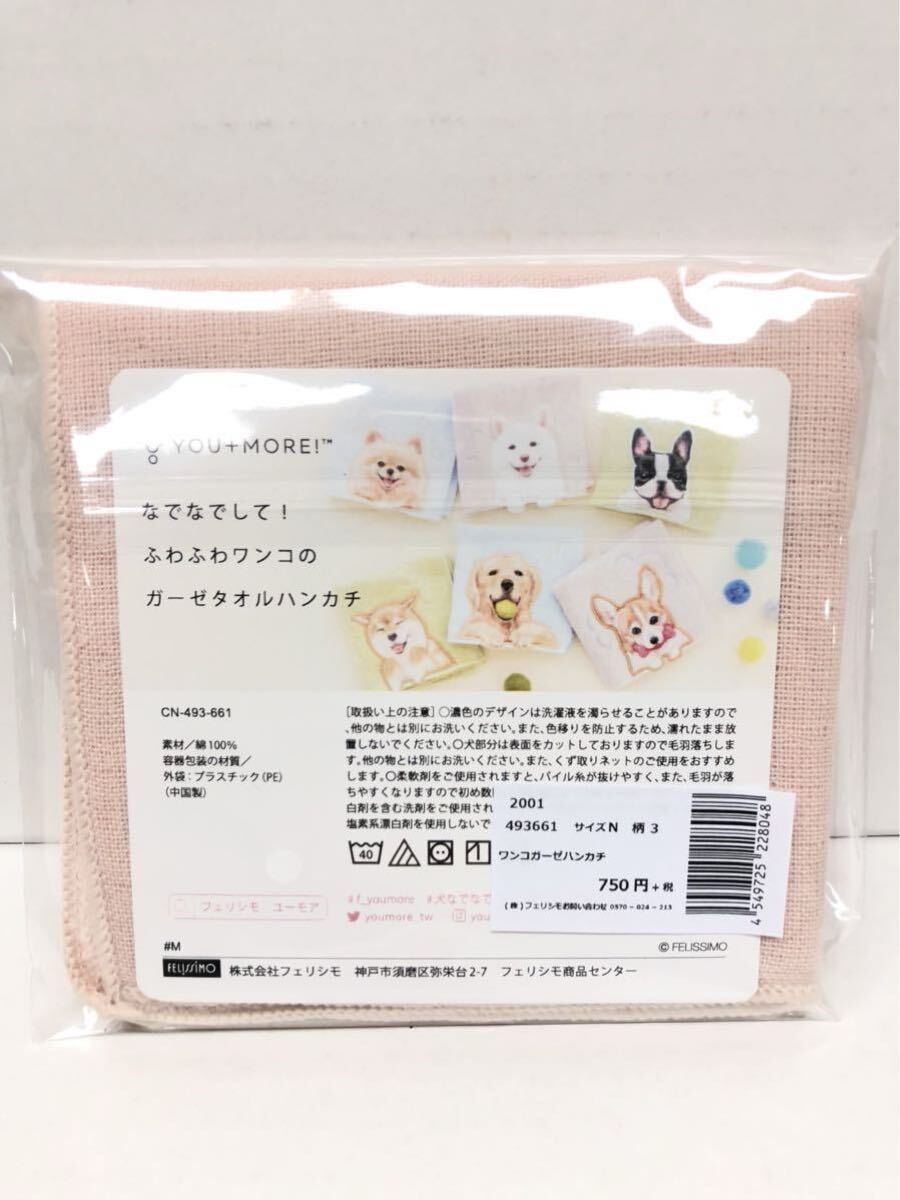 YOU+MORE!™
なでなでして！
ふわふわワンコの
ガーゼタオルハンカチ
CN-493-661
素材／綿100%
容器包装の材質／
外袋：プラスチック(PE)
(中国製)
［取扱い上の注意］○濃色のデザインは洗濯液を濁らせることがありますので
、他の物とは別にお洗いください。また、色移りを防止するため、濡れたまま放
置しないでください。○犬部分は表面をカットしておりますので毛羽落ちしま
す。他の物とは別にお洗いください。また、くず取りネットのご使用をおすすめ
します。○柔軟剤をご使用されますと、パイル糸が抜けやすく、また、毛羽が落
ちやすくなりますので初め数
白剤を含む洗剤をご使用され
塩素系漂白剤を使用しないで
40
2001
493661 サイズN 柄 3
ワンコガーゼハンカチ
750円+税
(株)フェリシモお問い合わせ 0570-024-213
4 549725 228048
フェリシモ ユーモア
#f_youmore #犬なでなで
youmore_tw you
#M
© FELISSIMO
FELISSIMO 株式会社フェリシモ 神戸市須磨区弥栄台2-7 フェリシモ商品センター